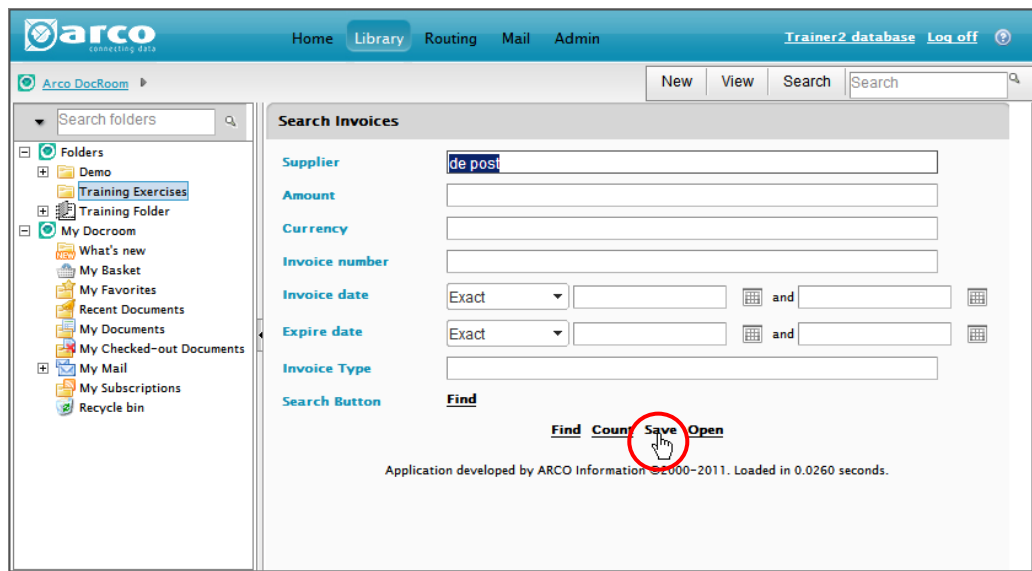 arco
connecting data
Home Library Routing Mail Admin
Trainer2 database Log off ?
Arco DocRoom
New View Search Search
Search folders
Folders
Demo
Training Exercises
Training Folder
My Docroom
NEW What's new
My Basket
My Favorites
Recent Documents
My Documents
My Checked-out Documents
My Mail
My Subscriptions
Recycle bin
Search Invoices
Supplier de post
Amount
Currency
Invoice number
Invoice date Exact and
Expire date Exact and
Invoice Type
Search Button Find
Find Count Save Open
Application developed by ARCO Information ©2000-2011. Loaded in 0.0260 seconds.